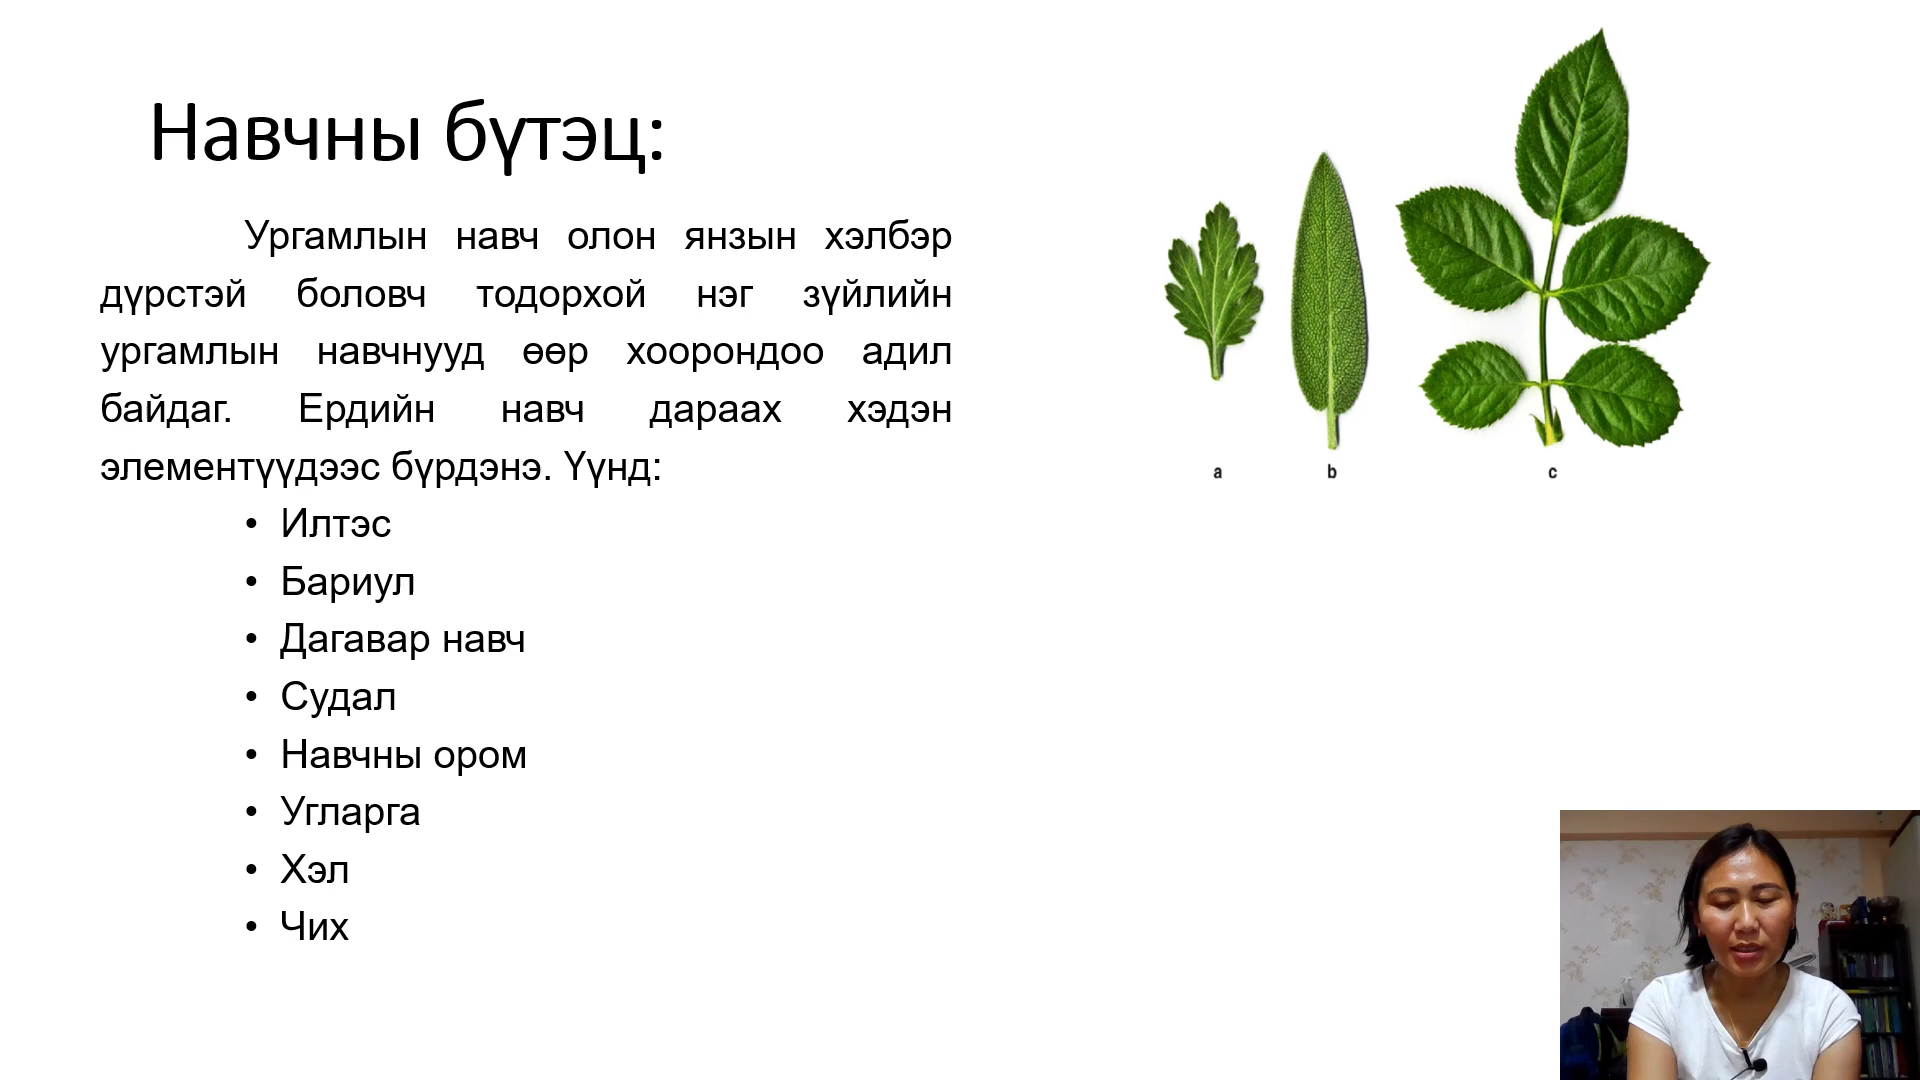 Навчны бүтэц:
Ургамлын навч олон янзын хэлбэр
дүрстэй боловч тодорхой нэг зүйлийн
ургамлын навчнууд өөр хоорондоо адил
байдаг. Ердийн навч дараах хэдэн
элементүүдээс бүрдэнэ. Үүнд:
• Илтэс
• Бариул
• Дагавар навч
• Судал
• Навчны ором
• Угларга
• Хэл
• Чих
a b c